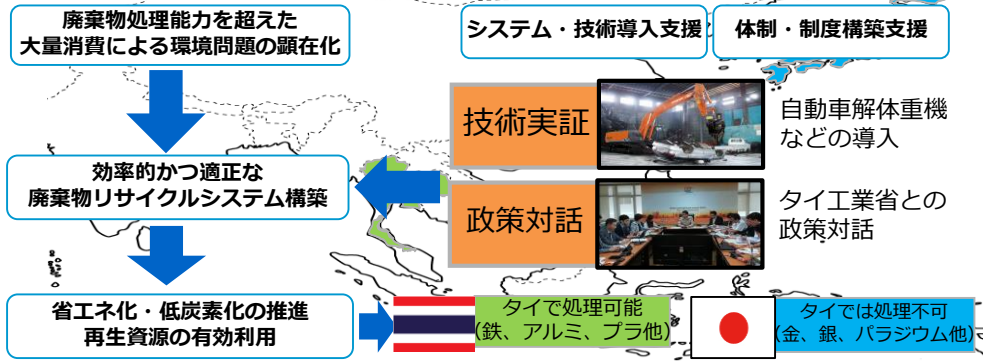 廃棄物処理能力を超えた
大量消費による環境問題の顕在化
システム・技術導入支援
体制・制度構築支援
技術実証
自動車解体重機
などの導入
効率的かつ適正な
廃棄物リサイクルシステム構築
政策対話
タイ工業省との
政策対話
省エネ化・低炭素化の推進
再生資源の有効利用
タイで処理可能
(鉄、アルミ、プラ他)
タイでは処理不可
(金、銀、パラジウム他)